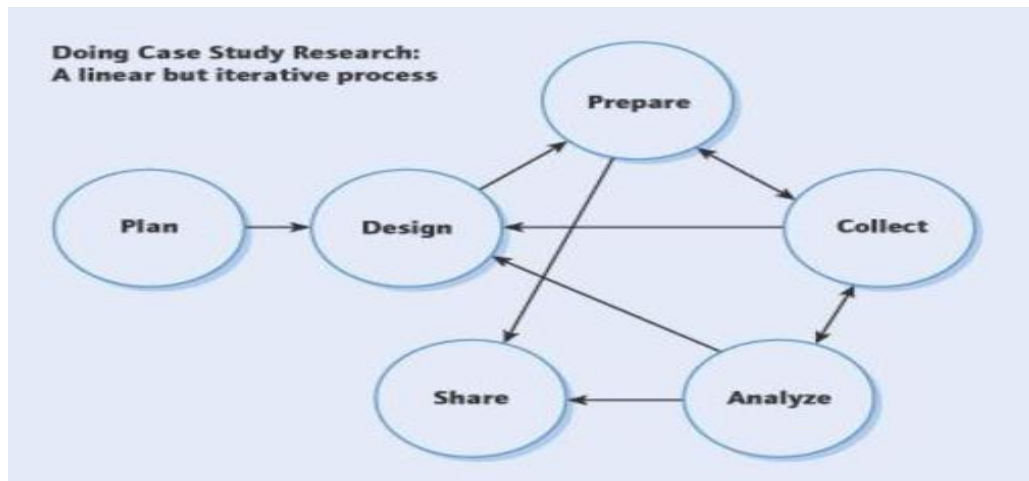 Doing Case Study Research:
A linear but iterative process
Prepare
Plan
Design
Collect
Share
Analyze